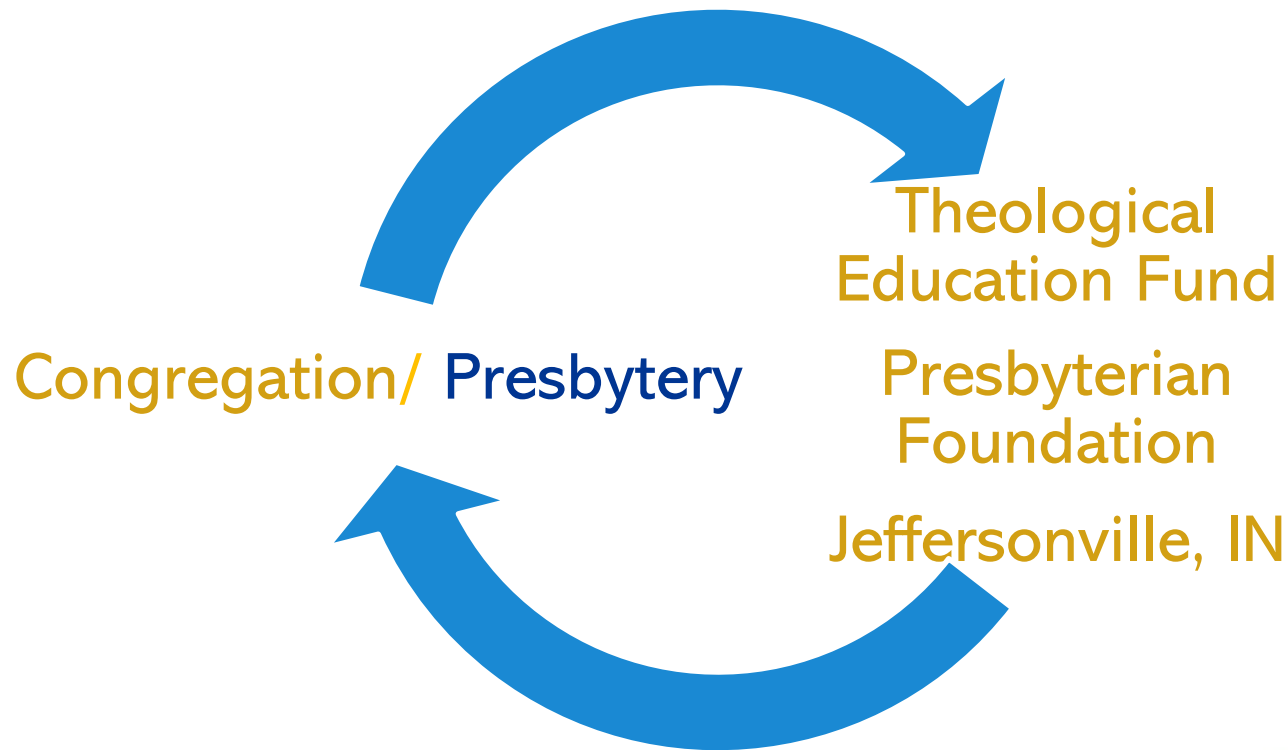 Theological
Education Fund
Congregation/ Presbytery
Presbyterian
Foundation
Jeffersonville, IN